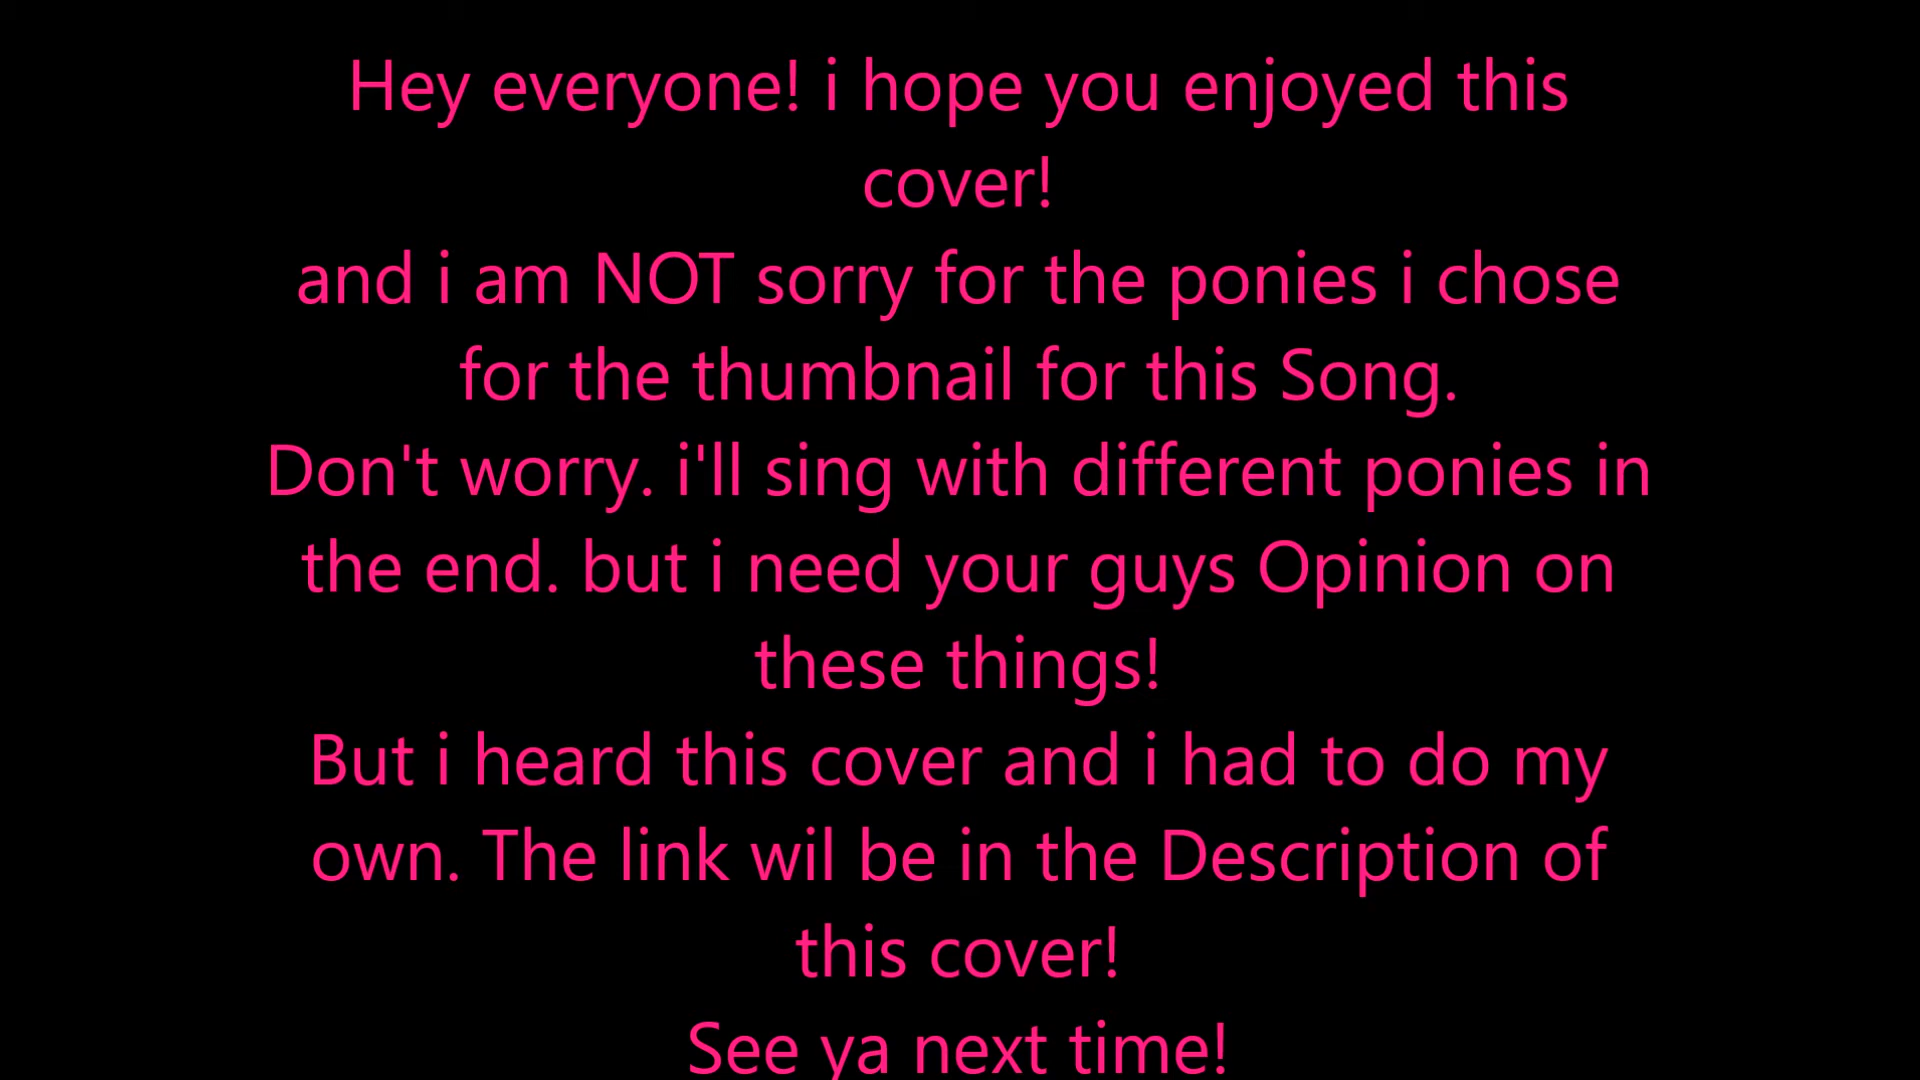 Hey everyone! i hope you enjoyed this
cover!
and i am NOT sorry for the ponies i chose
for the thumbnail for this Song.
Don't worry. i'll sing with different ponies in
the end. but i need your guys Opinion on
these things!
But i heard this cover and i had to do my
own. The link wil be in the Description of
this cover!
See ya next time!